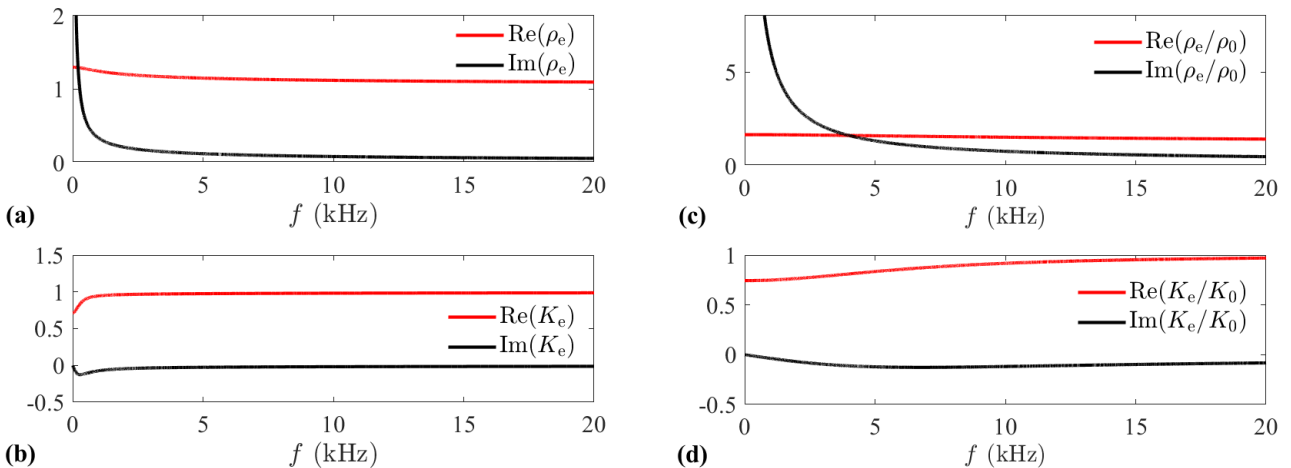 2
Re(ρₑ)
Im(ρₑ)
1
0
0 5 10 15 20
(a) f (kHz)
1.5
1
0.5
Re(Kₑ)
Im(Kₑ)
0
-0.5
0 5 10 15 20
(b) f (kHz)
Re(ρₑ/ρ₀)
Im(ρₑ/ρ₀)
5
0
0 5 10 15 20
(c) f (kHz)
1
0.5
Re(Kₑ/K₀)
Im(Kₑ/K₀)
0
-0.5
0 5 10 15 20
(d) f (kHz)